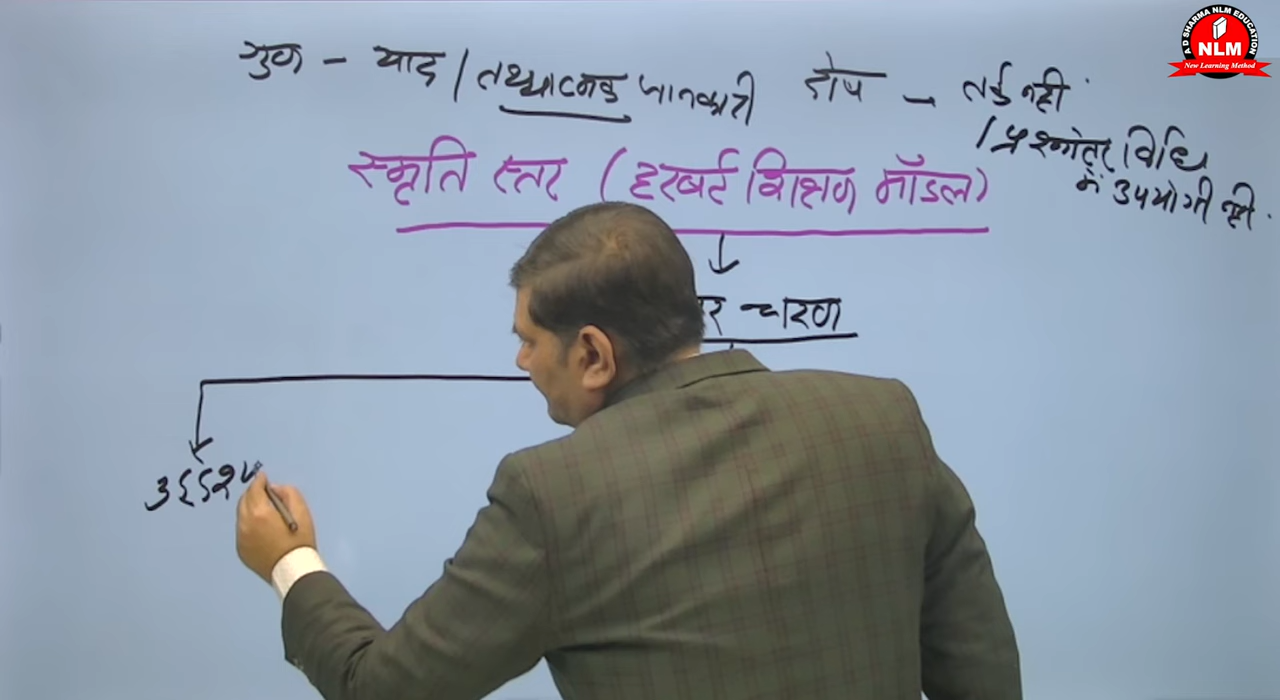 गुण - याद / तथ्यात्मक जानकारी दोष - तर्क नही
/ प्रश्नोत्तर विधि
में उपयोगी नही.
स्मृति स्तर (हरबर्ट शिक्षण मॉडल)
चरण
उद्देश्य
A D SHARMA NLM EDUCATION
NLM
New Learning Method